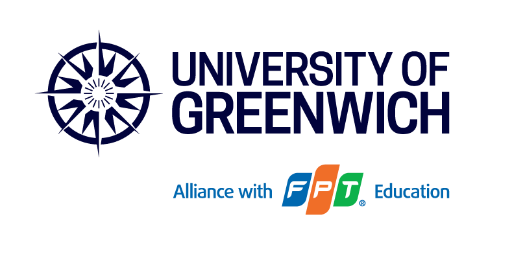 UNIVERSITY OF
GREENWICH
Alliance with FPT® Education